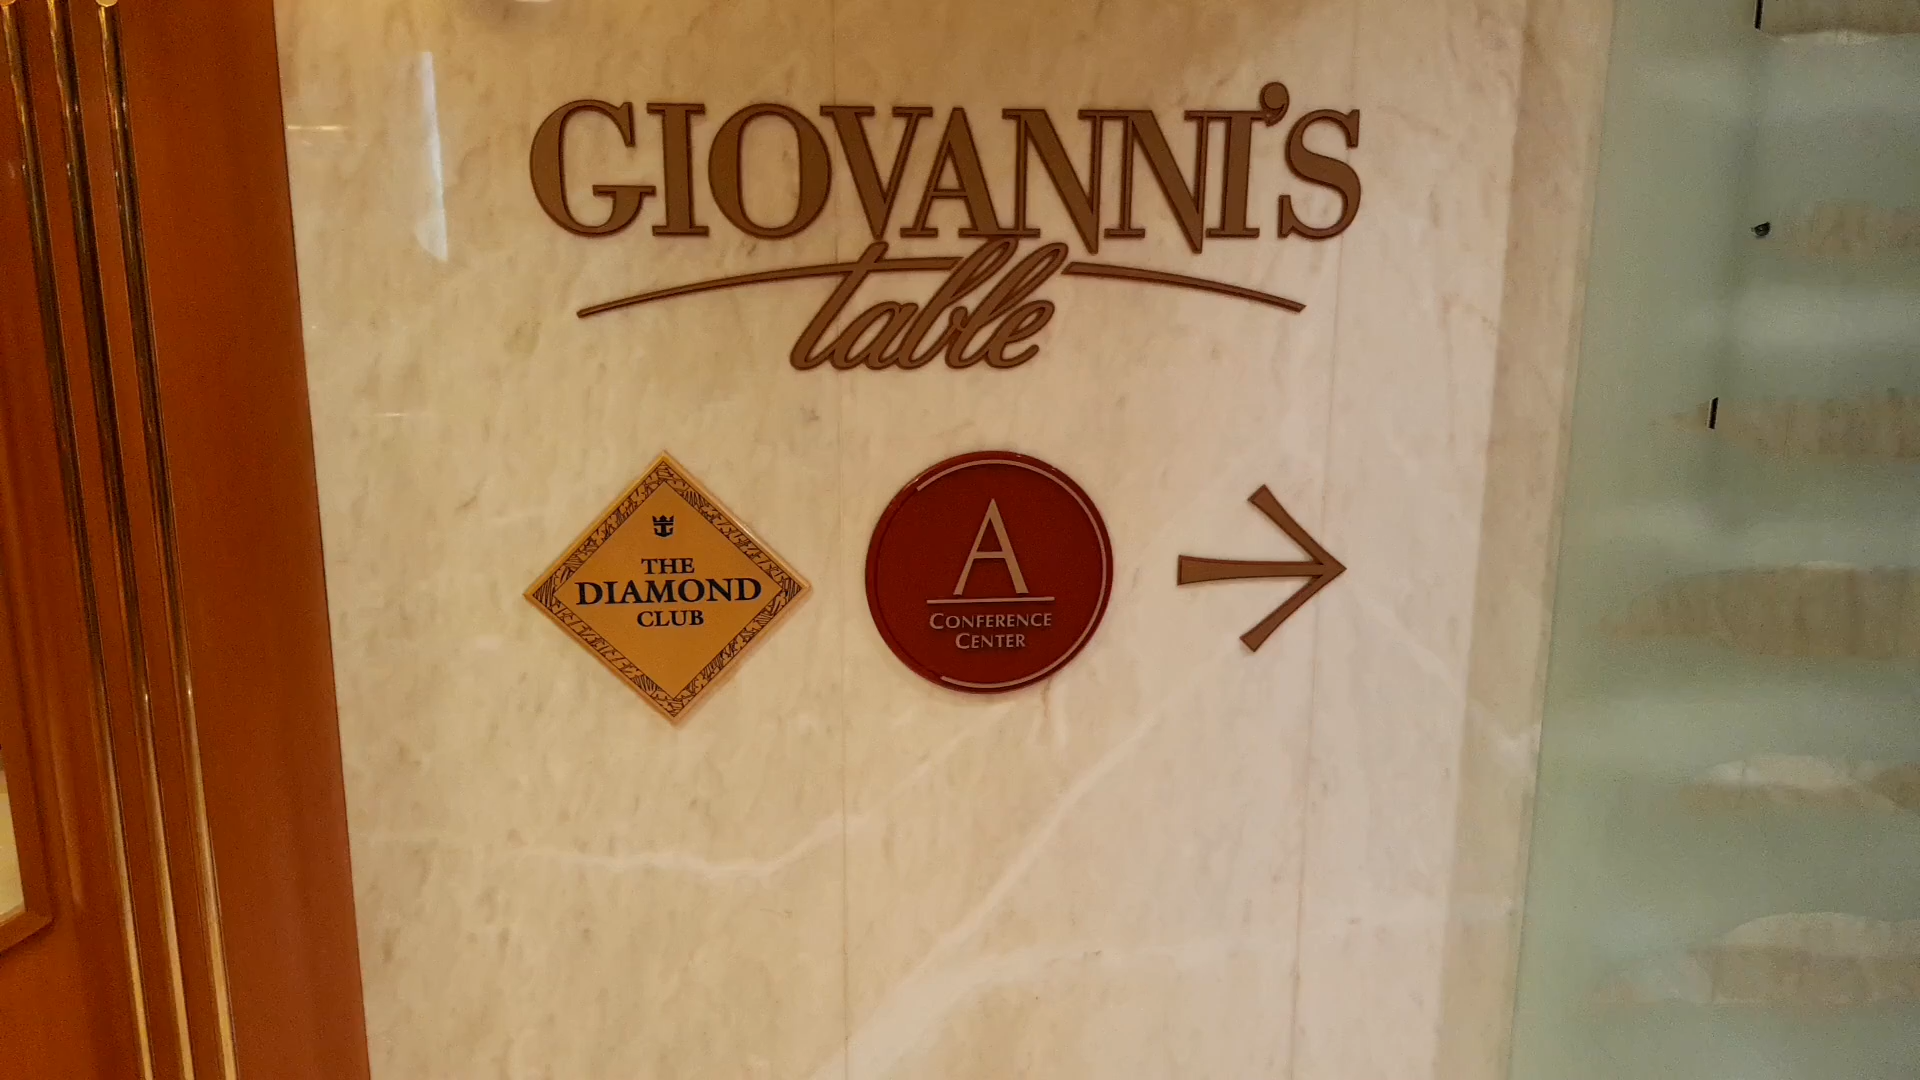 GIOVANNI'S
table
THE
DIAMOND
CLUB
A
CONFERENCE
CENTER